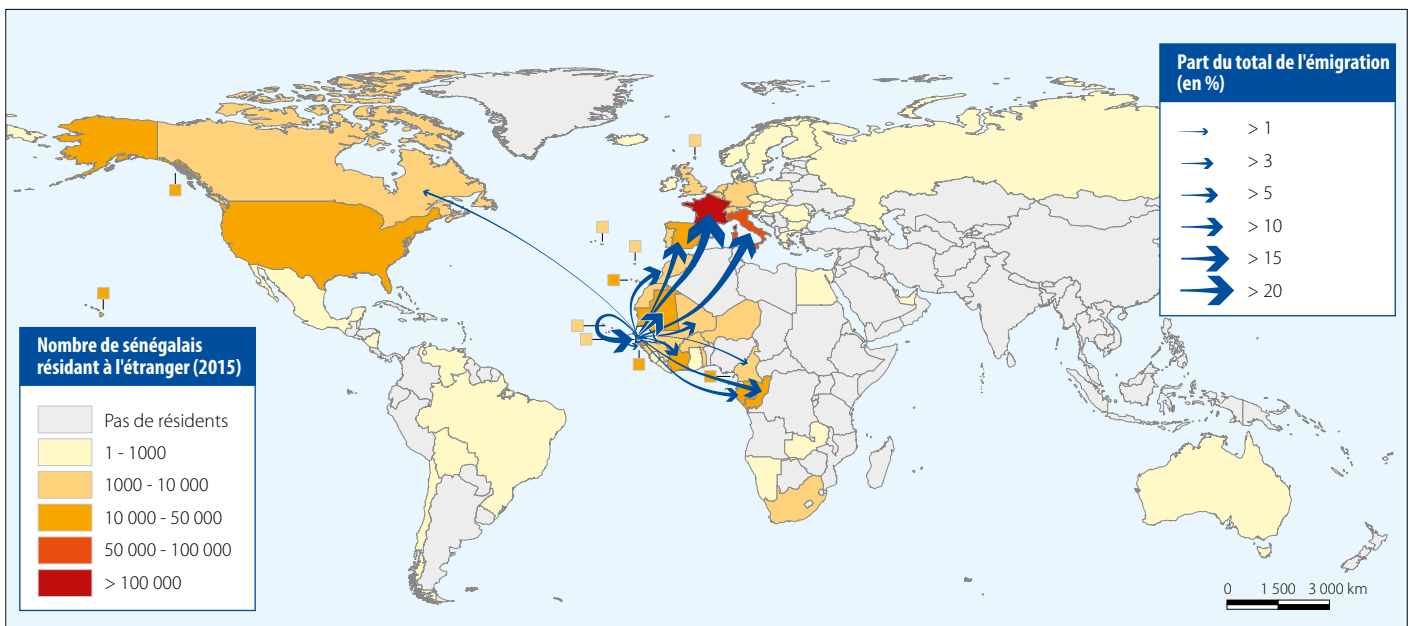 Part du total de l'émigration
(en %)
> 1
> 3
> 5
> 10
> 15
> 20
Nombre de sénégalais
résidant à l'étranger (2015)
Pas de résidents
1 - 1000
1000 - 10 000
10 000 - 50 000
50 000 - 100 000
> 100 000
0 1 500 3 000 km